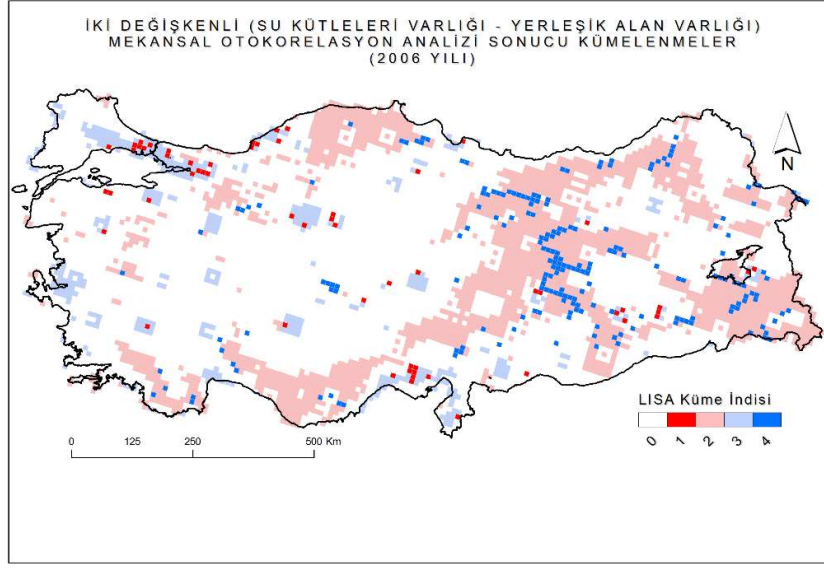 İKİ DEĞİŞKENLİ (SU KÜTLELERİ VARLIĞI - YERLEŞİK ALAN VARLIĞI)
MEKANSAL OTOKORELASYON ANALİZİ SONUCU KÜMELENMELER
(2006 YILI)
N
LISA Küme İndisi
0 1 2 3 4
0 125 250 500 Km